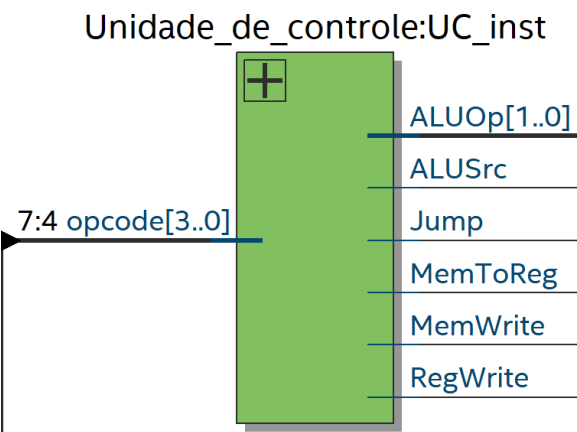 Unidade_de_controle:UC_inst
ALUOp[1..0]
ALUSrc
7:4 opcode[3..0]
Jump
MemToReg
MemWrite
RegWrite